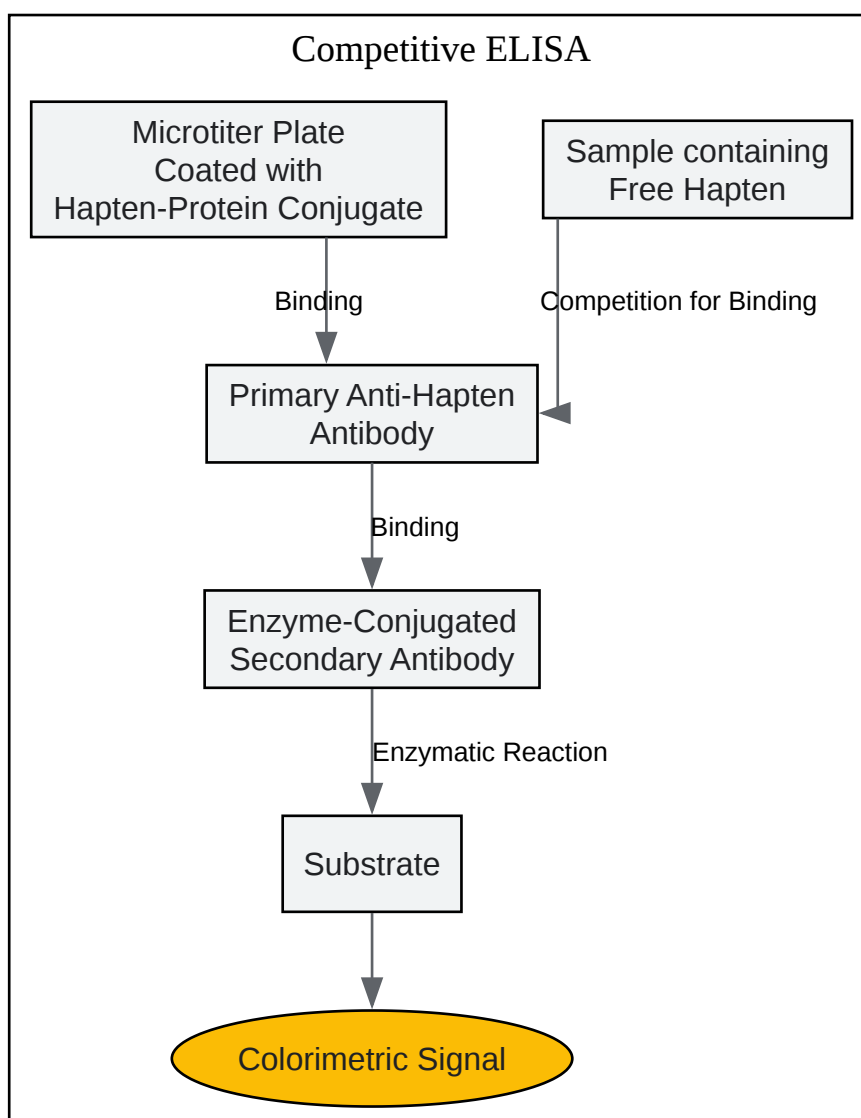 Competitive ELISA
Microtiter Plate
Coated with
Hapten-Protein Conjugate
Sample containing
Free Hapten
Binding
Competition for Binding
Primary Anti-Hapten
Antibody
Binding
Enzyme-Conjugated
Secondary Antibody
Enzymatic Reaction
Substrate
Colorimetric Signal